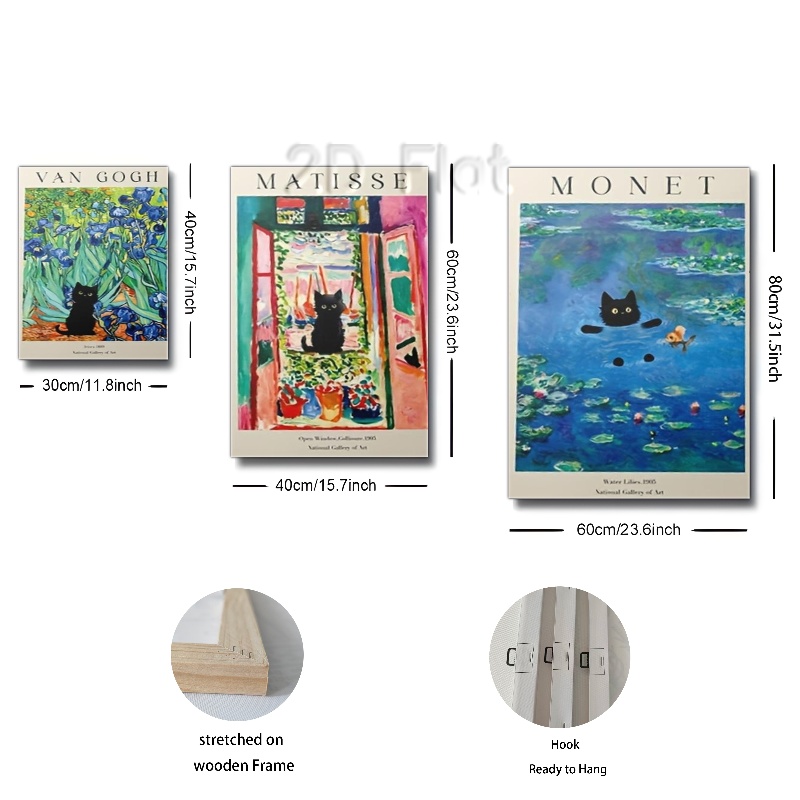 2D Flat
VAN GOGH
MATISSE
MONET
40cm/15.7inch
60cm/23.6inch
80cm/31.5inch
National Gallery of Art
30cm/11.8inch
Open Window, Collioure 1905
National Gallery of Art
40cm/15.7inch
Water Lilies, 1905
National Gallery of Art
60cm/23.6inch
stretched on
wooden Frame
Hook
Ready to Hang